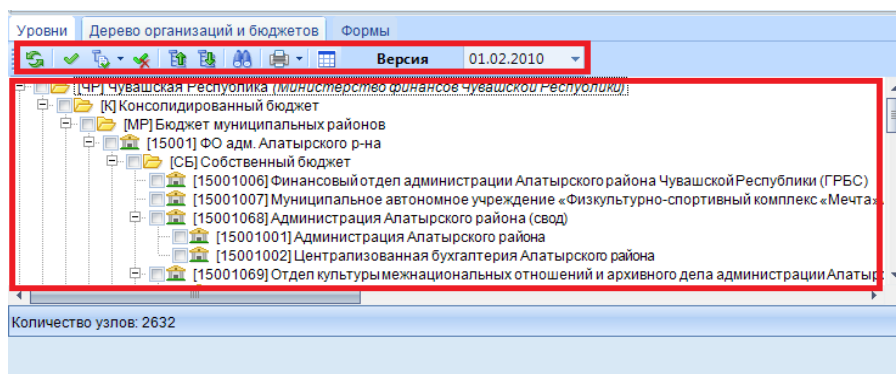 Уровни Дерево организаций и бюджетов Формы
Версия 01.02.2010
[ЧР] Чувашская Республика (Министерство финансов Чувашской Республики)
[К] Консолидированный бюджет
[МР] Бюджет муниципальных районов
[15001] ФО адм. Алатырского р-на
[СБ] Собственный бюджет
[15001006] Финансовый отдел администрации Алатырского района Чувашской Республики (ГРБС)
[15001007] Муниципальное автономное учреждение «Физкультурно-спортивный комплекс «Мечта»
[15001068] Администрация Алатырского района (свод)
[15001001] Администрация Алатырского района
[15001002] Централизованная бухгалтерия Алатырского района
[15001069] Отдел культуры межнациональных отношений и архивного дела администрации Алатыр
Количество узлов: 2632